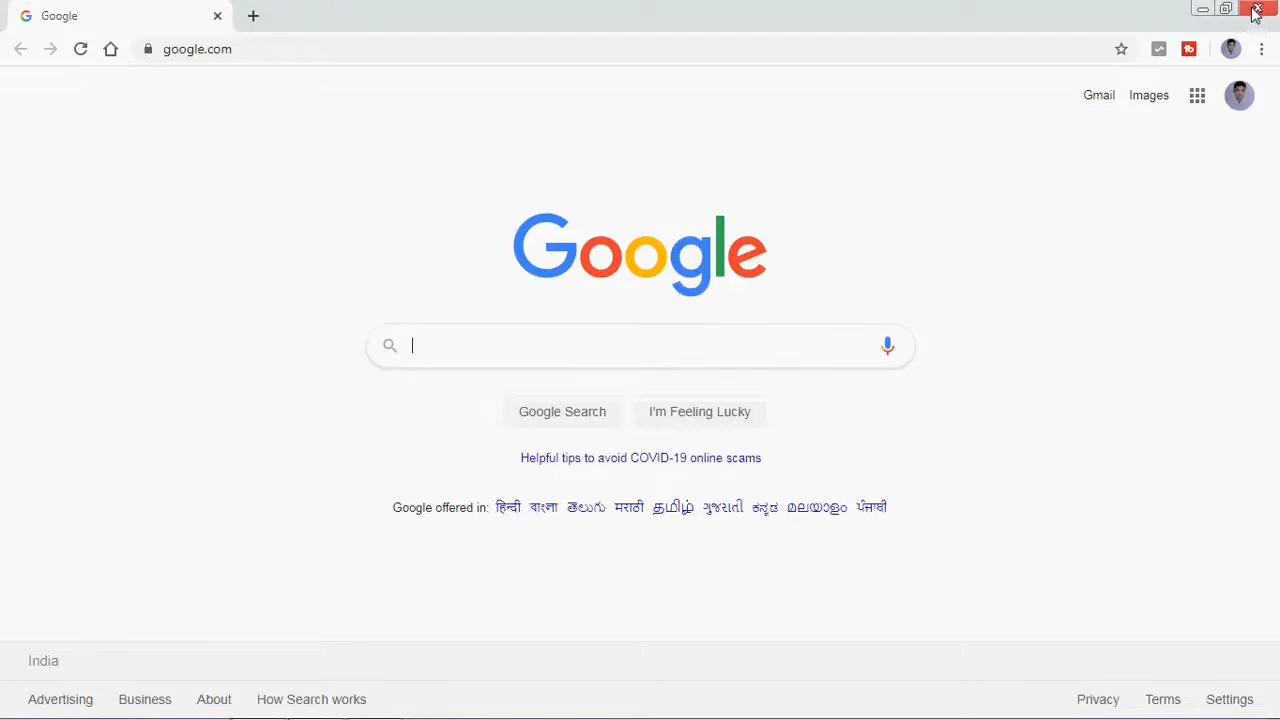 Google
google.com
Gmail Images
Google
Google Search I'm Feeling Lucky
Helpful tips to avoid COVID-19 online scams
Google offered in: हिन्दी বাংলা తెలుగు मराठी தமிழ் ગુજરાતી ಕನ್ನಡ മലയാളം ਪੰਜਾਬੀ
India
Advertising Business About How Search works Privacy Terms Settings